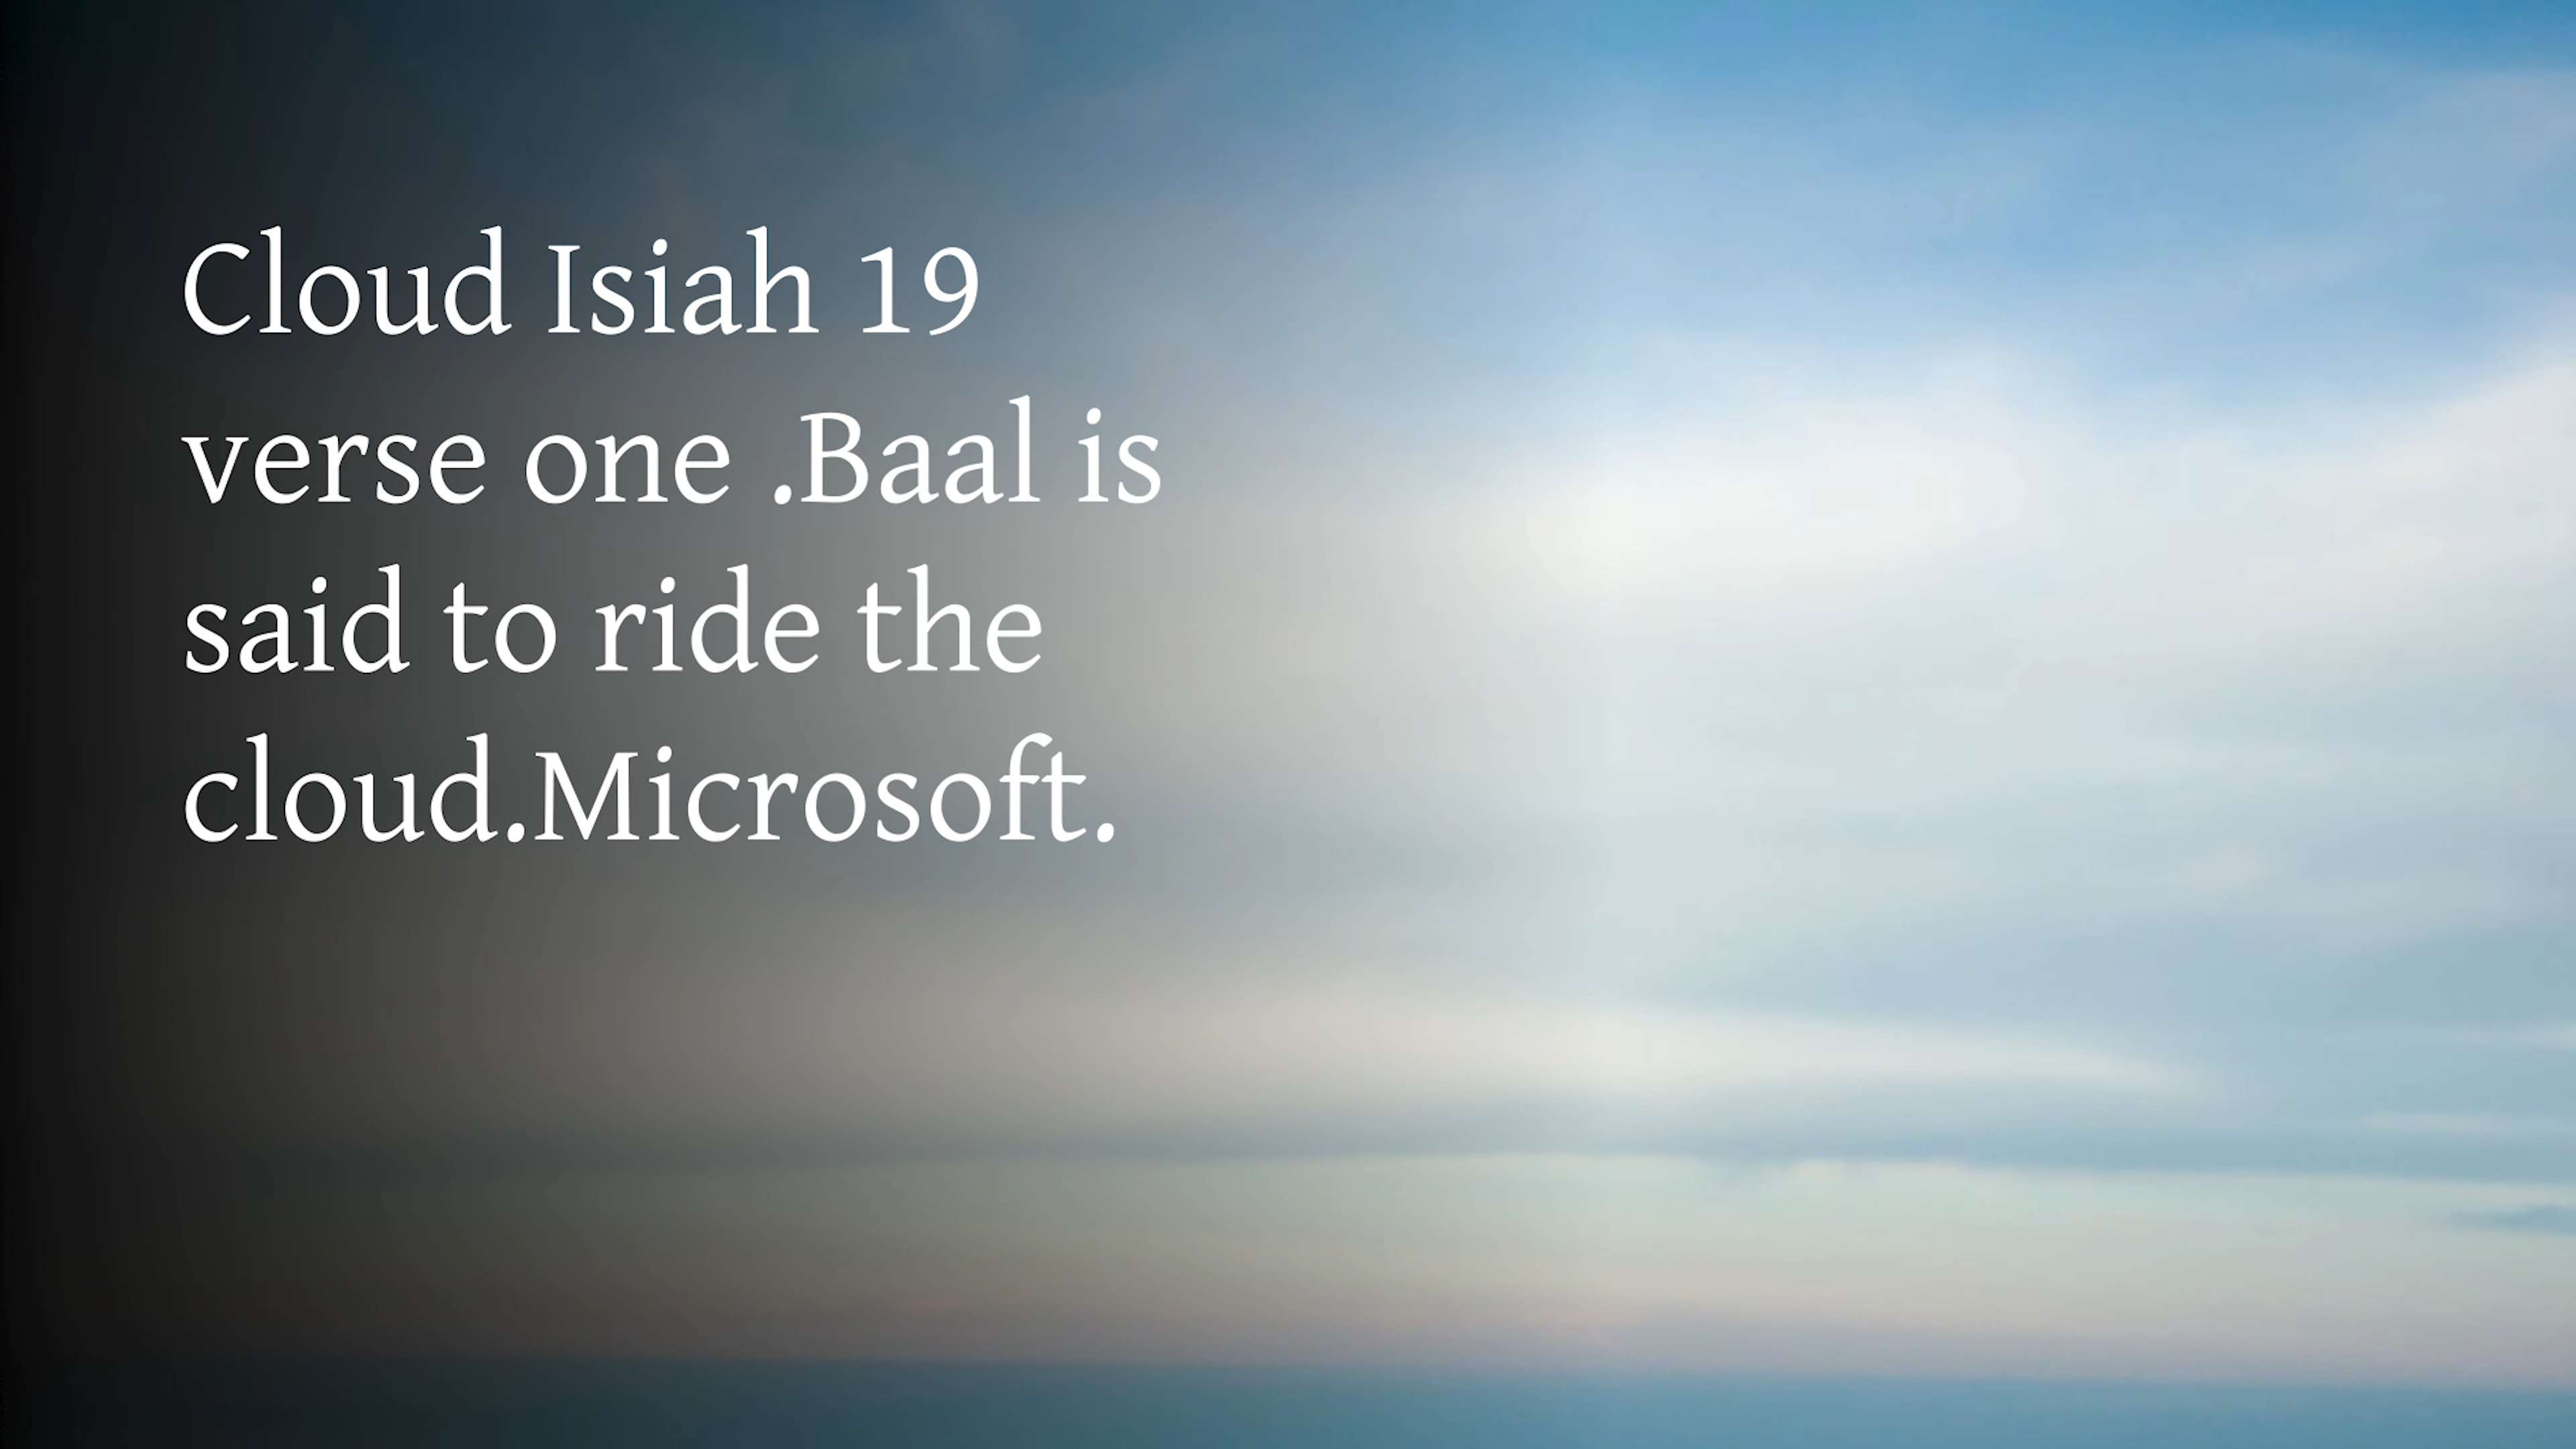 Cloud Isiah 19
verse one .Baal is
said to ride the
cloud.Microsoft.